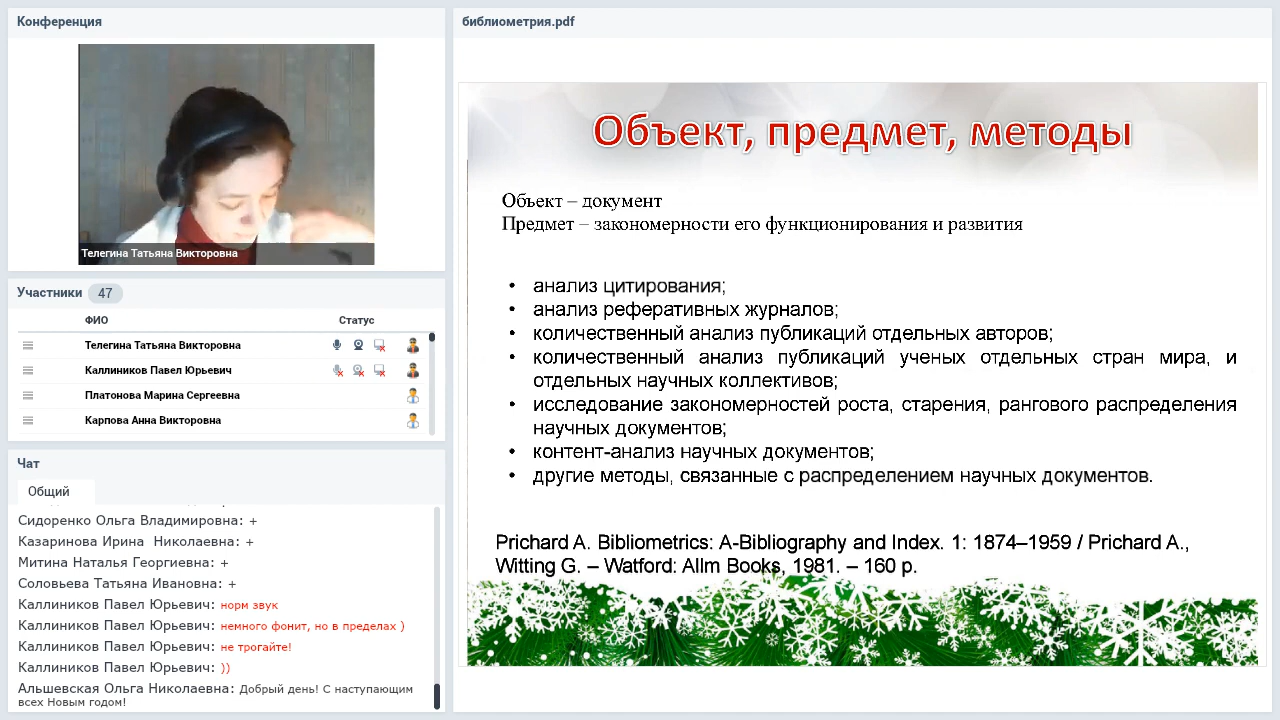 Конференция
Телегина Татьяна Викторовна
Участники 47
ФИО Статус
Телегина Татьяна Викторовна
Каллиников Павел Юрьевич
Платонова Марина Сергеевна
Карпова Анна Викторовна
Чат
Общий
Сидоренко Ольга Владимировна: +
Казаринова Ирина Николаевна: +
Митина Наталья Георгиевна: +
Соловьева Татьяна Ивановна: +
Каллиников Павел Юрьевич: норм звук
Каллиников Павел Юрьевич: немного фонит, но в пределах )
Каллиников Павел Юрьевич: не трогайте!
Каллиников Павел Юрьевич: ))
Альшевская Ольга Николаевна: Добрый день! С наступающим
всех Новым годом!
библиометрия.pdf
Объект, предмет, методы
Объект – документ
Предмет – закономерности его функционирования и развития
• анализ цитирования;
• анализ реферативных журналов;
• количественный анализ публикаций отдельных авторов;
• количественный анализ публикаций ученых отдельных стран мира, и
отдельных научных коллективов;
• исследование закономерностей роста, старения, рангового распределения
научных документов;
• контент-анализ научных документов;
• другие методы, связанные с распределением научных документов.
Prichard A. Bibliometrics: A-Bibliography and Index. 1: 1874–1959 / Prichard A.,
Witting G. – Watford: Allm Books, 1981. – 160 p.